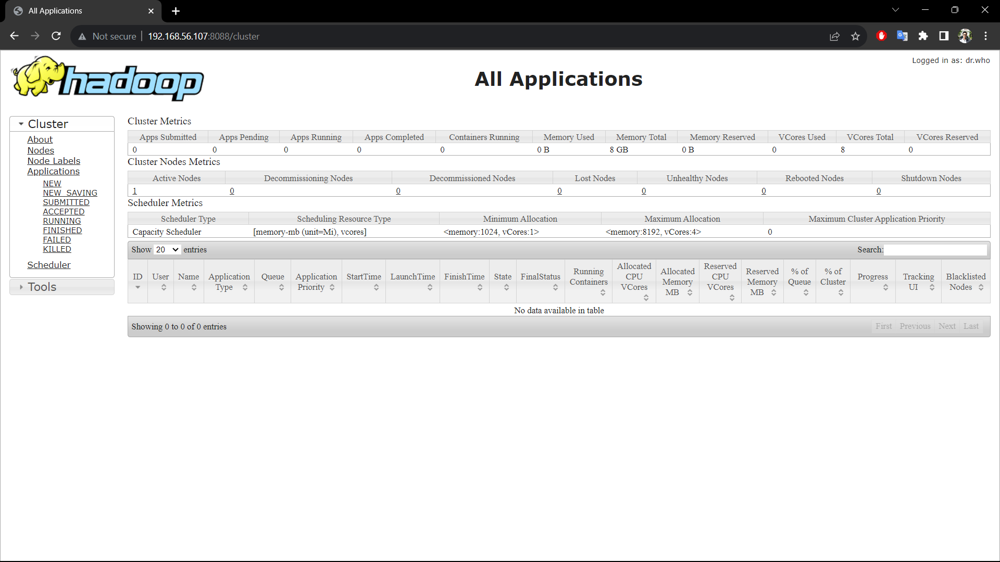 All Applications
Not secure | 192.168.56.107:8088/cluster
Logged in as: dr.who
hadoop
All Applications
Cluster
About
Nodes
Node Labels
Applications
NEW
NEW_SAVING
SUBMITTED
ACCEPTED
RUNNING
FINISHED
FAILED
KILLED
Scheduler
Tools
Cluster Metrics
Apps Submitted Apps Pending Apps Running Apps Completed Containers Running Memory Used Memory Total Memory Reserved VCores Used VCores Total VCores Reserved
0 0 0 0 0 0 B 8 GB 0 B 0 8 0
Cluster Nodes Metrics
Active Nodes Decommissioning Nodes Decommissioned Nodes Lost Nodes Unhealthy Nodes Rebooted Nodes Shutdown Nodes
1 0 0 0 0 0 0
Scheduler Metrics
Scheduler Type Scheduling Resource Type Minimum Allocation Maximum Allocation Maximum Cluster Application Priority
Capacity Scheduler [memory-mb (unit=Mi), vcores] <memory:1024, vCores:1> <memory:8192, vCores:4> 0
Show 20 entries Search:
ID User Name Application Type Queue Application Priority StartTime LaunchTime FinishTime State FinalStatus Running Containers Allocated CPU VCores Allocated Memory MB Reserved CPU VCores Reserved Memory MB % of Queue % of Cluster Progress Tracking UI Blacklisted Nodes
No data available in table
Showing 0 to 0 of 0 entries First Previous Next Last